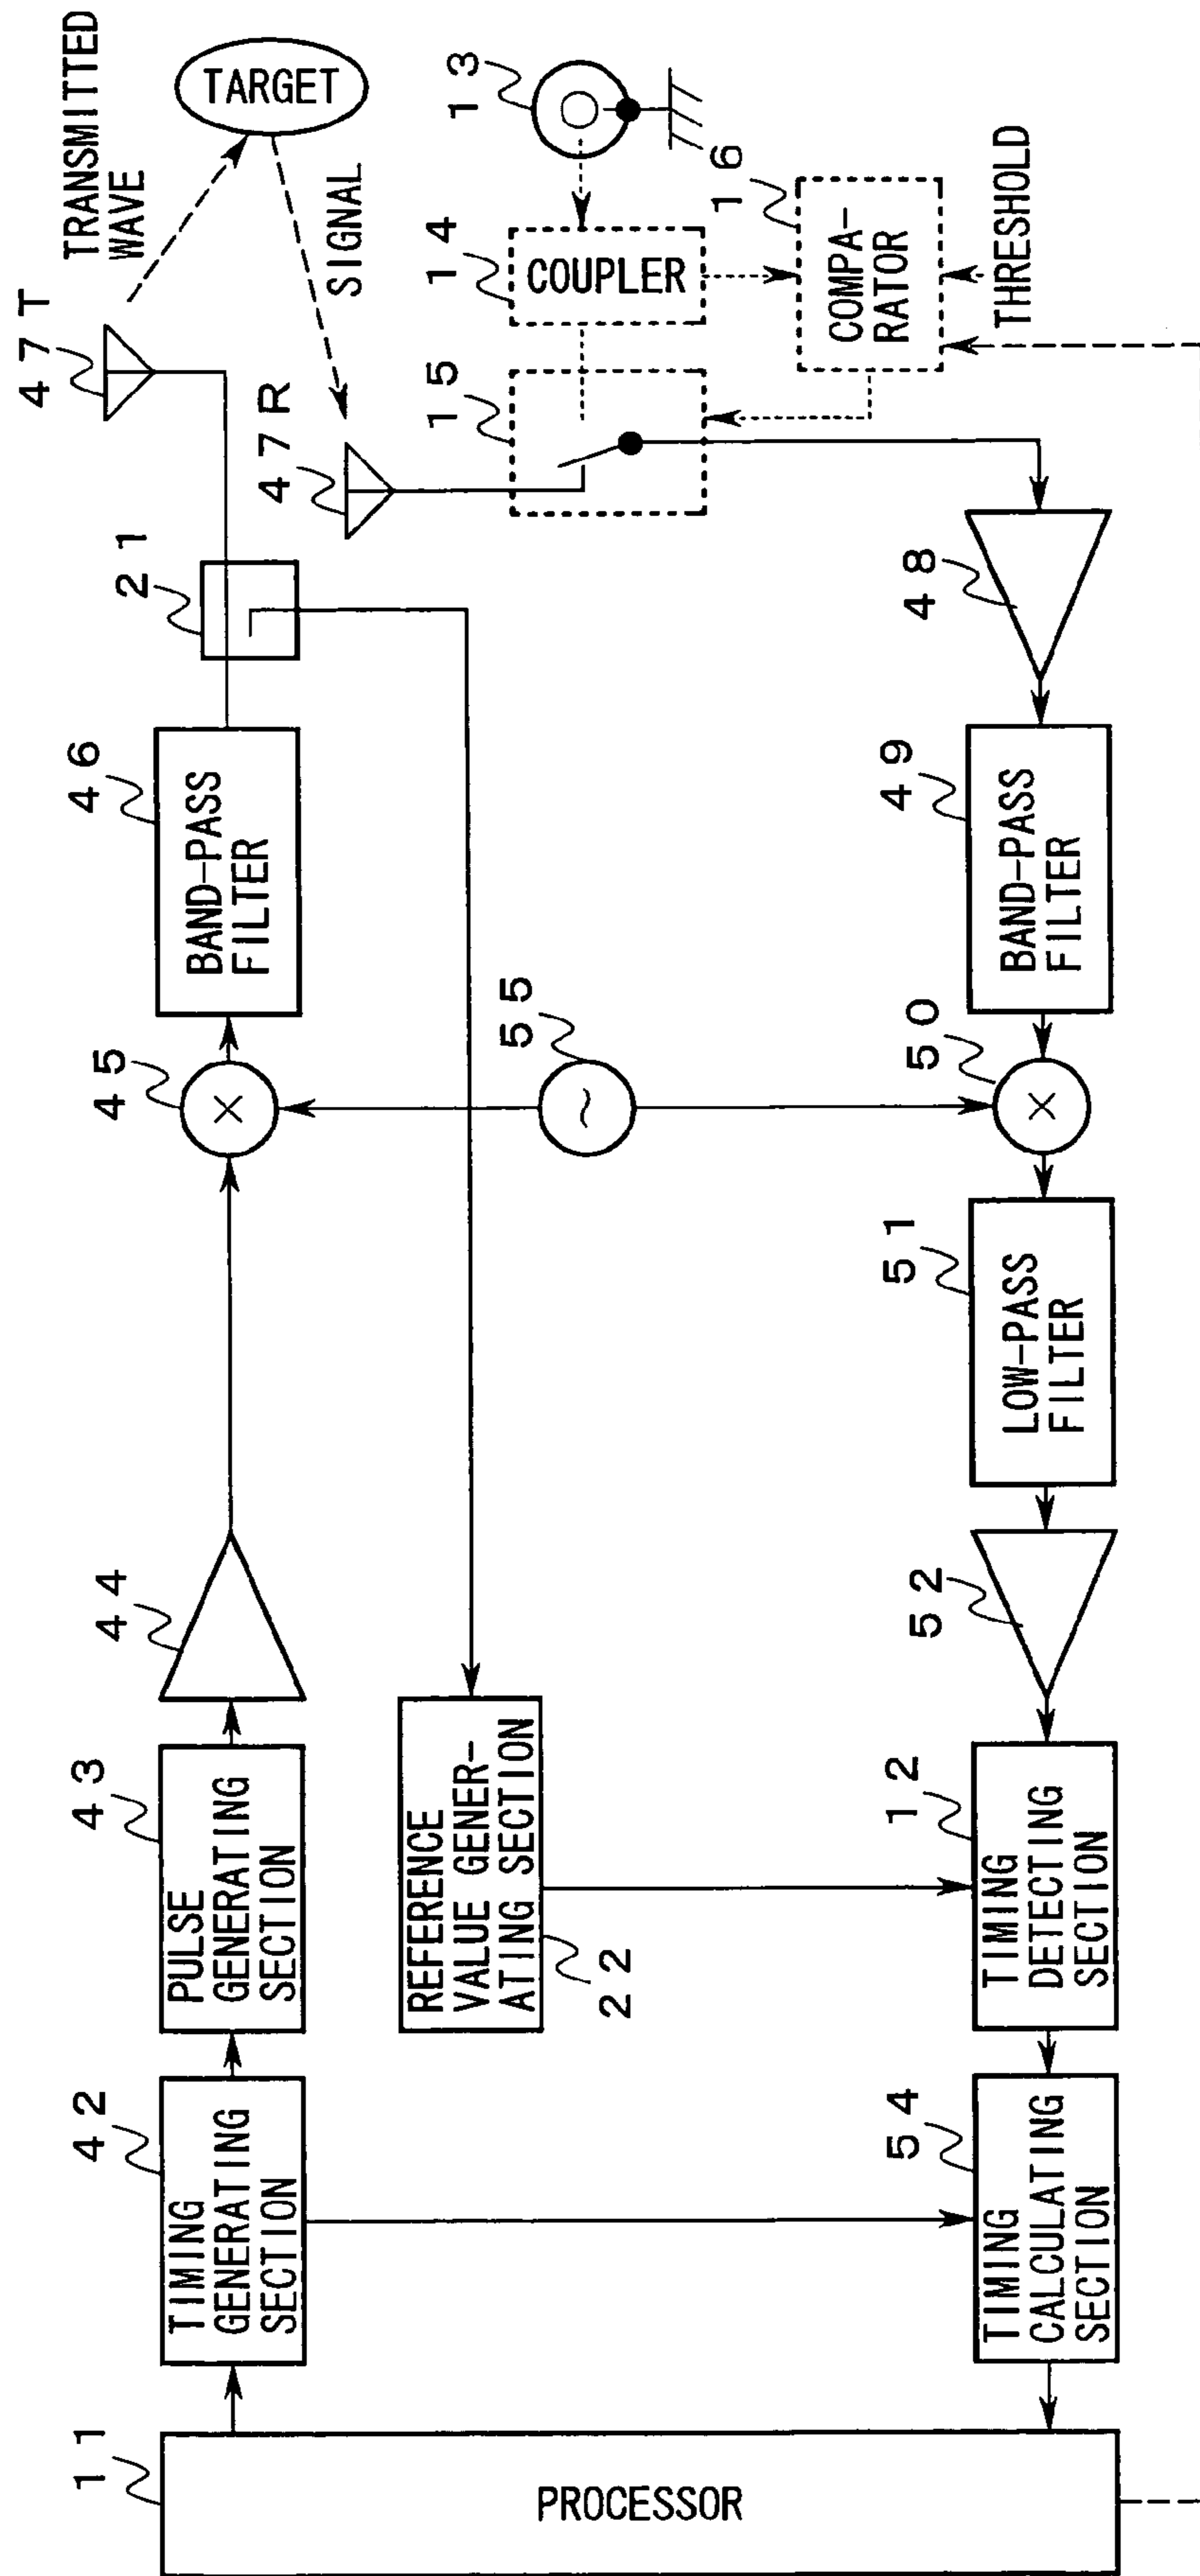 11
PROCESSOR
42
TIMING
GENERATING
SECTION
43
PULSE
GENERATING
SECTION
44
45
46
BAND-PASS
FILTER
21
47T
TRANSMITTED
WAVE
TARGET
SIGNAL
47R
REFERENCE
VALUE GENER-
ATING SECTION
22
55
15
14
COUPLER
13
16
COMPA-
RATOR
THRESHOLD
54
TIMING
CALCULATING
SECTION
12
TIMING
DETECTING
SECTION
52
51
LOW-PASS
FILTER
50
49
BAND-PASS
FILTER
48